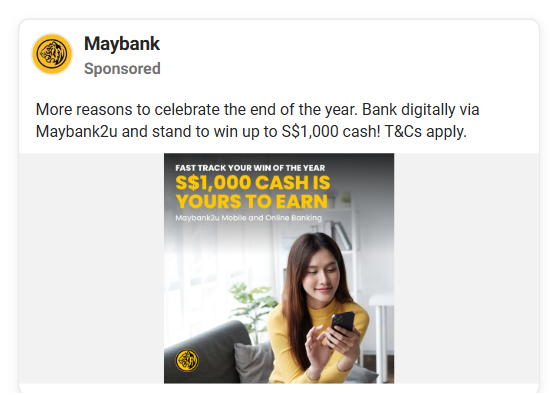 Maybank
Sponsored
More reasons to celebrate the end of the year. Bank digitally via
Maybank2u and stand to win up to S$1,000 cash! T&Cs apply.
FAST TRACK YOUR WIN OF THE YEAR
S$1,000 CASH IS
YOURS TO EARN
Maybank2u Mobile and Online Banking